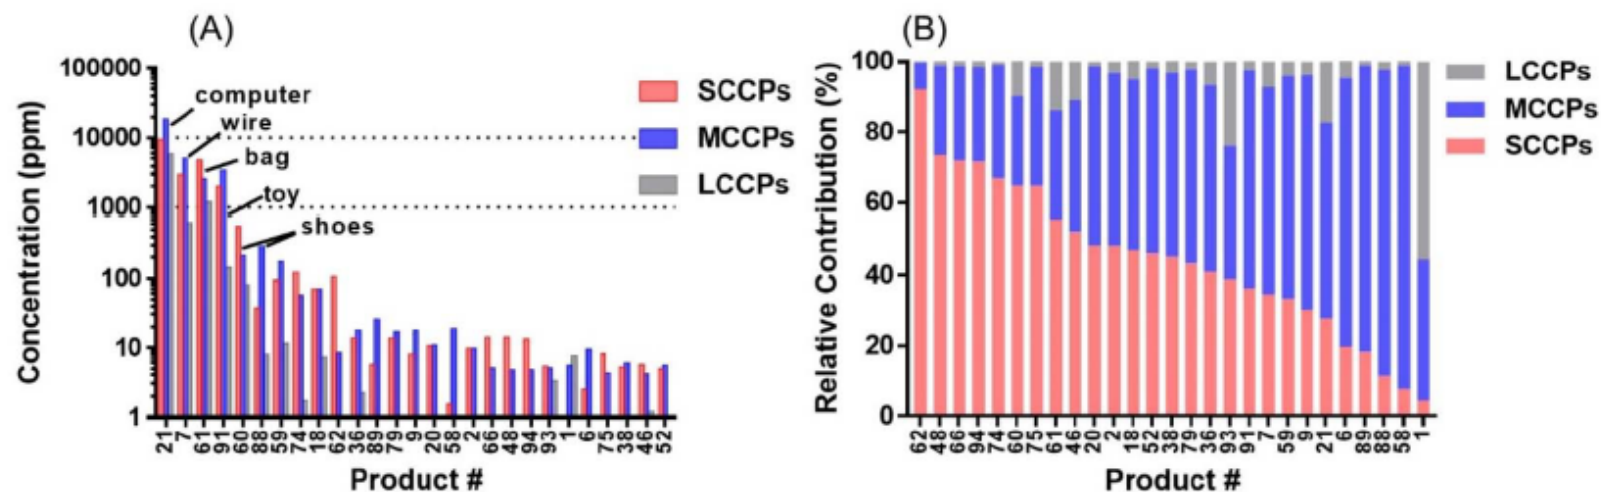 (A)
Concentration (ppm)
100000
10000
1000
100
10
1
computer
wire
bag
toy
shoes
SCCPs
MCCPs
LCCPs
21 7 61 91 60 88 59 74 18 62 36 89 79 9 20 58 2 66 48 94 93 1 6 75 38 46 52
Product #
(B)
Relative Contribution (%)
100
80
60
40
20
0
LCCPs
MCCPs
SCCPs
62 48 66 94 74 60 75 61 46 20 2 18 52 38 79 36 93 91 7 59 9 21 6 89 88 58 1
Product #